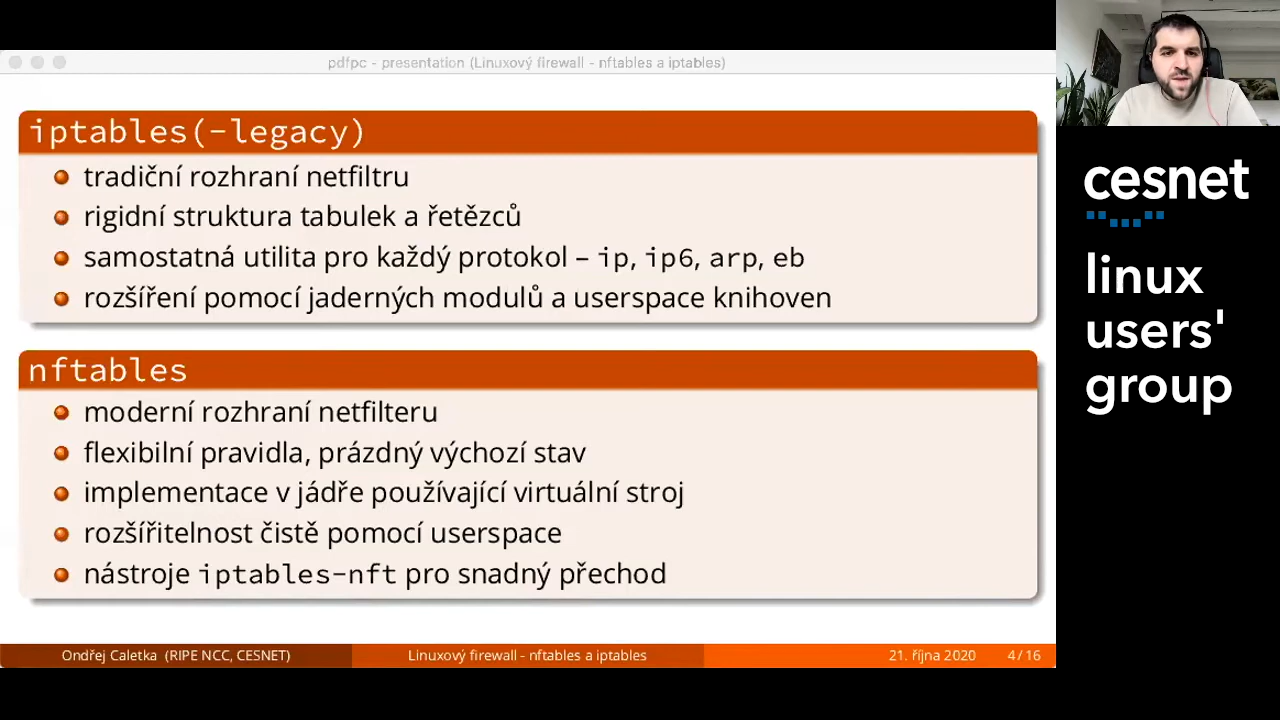 pdfpc - presentation (Linuxový firewall - nftables a iptables)
iptables(-legacy)
tradiční rozhraní netfiltru
rigidní struktura tabulek a řetězců
samostatná utilita pro každý protokol – ip, ip6, arp, eb
rozšíření pomocí jaderných modulů a userspace knihoven
nftables
moderní rozhraní netfilteru
flexibilní pravidla, prázdný výchozí stav
implementace v jádře používající virtuální stroj
rozšířitelnost čistě pomocí userspace
nástroje iptables-nft pro snadný přechod
Ondřej Caletka (RIPE NCC, CESNET)
Linuxový firewall - nftables a iptables
21. října 2020
4 / 16
cesnet
linux
users'
group